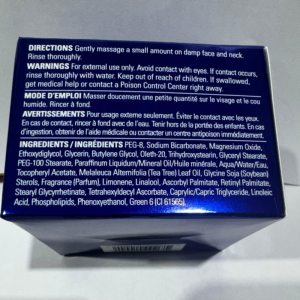 DIRECTIONS Gently massage a small amount on damp face and neck.
Rinse thoroughly.
WARNINGS For external use only. Avoid contact with eyes. If contact occurs,
rinse thoroughly with water. Keep out of reach of children. If swallowed,
get medical help or contact a Poison Control Center right away.
MODE D'EMPLOI Masser doucement une petite quantité sur le visage et le cou
humide. Rincer à fond.
AVERTISSEMENTS Pour usage externe seulement. Éviter le contact avec les yeux.
En cas de contact, rincer à fond avec de l'eau. Tenir hors de la portée des enfants. En cas
d'ingestion, obtenir de l'aide médicale ou contacter un centre antipoison immédiatement.
INGREDIENTS / INGRÉDIENTS PEG-8, Sodium Bicarbonate, Magnesium Oxide,
Ethoxydiglycol, Glycerin, Butylene Glycol, Oleth-20, Trihydroxystearin, Glycol Stearate,
PEG-100 Stearate, Paraffinum Liquidum/Mineral Oil/Huile minérale, Aqua/Water/Eau,
Tocopheryl Acetate, Melaleuca Alternifolia (Tea Tree) Leaf Oil, Glycine Soja (Soybean)
Sterols, Fragrance (Parfum), Limonene, Linalool, Ascorbyl Palmitate, Retinyl Palmitate,
Stearyl Glycyrrhetinate, Tetrahexyldecyl Ascorbate, Caprylic/Capric Triglyceride, Linoleic
Acid, Phospholipids, Phenoxyethanol, Green 6 (CI 61565).